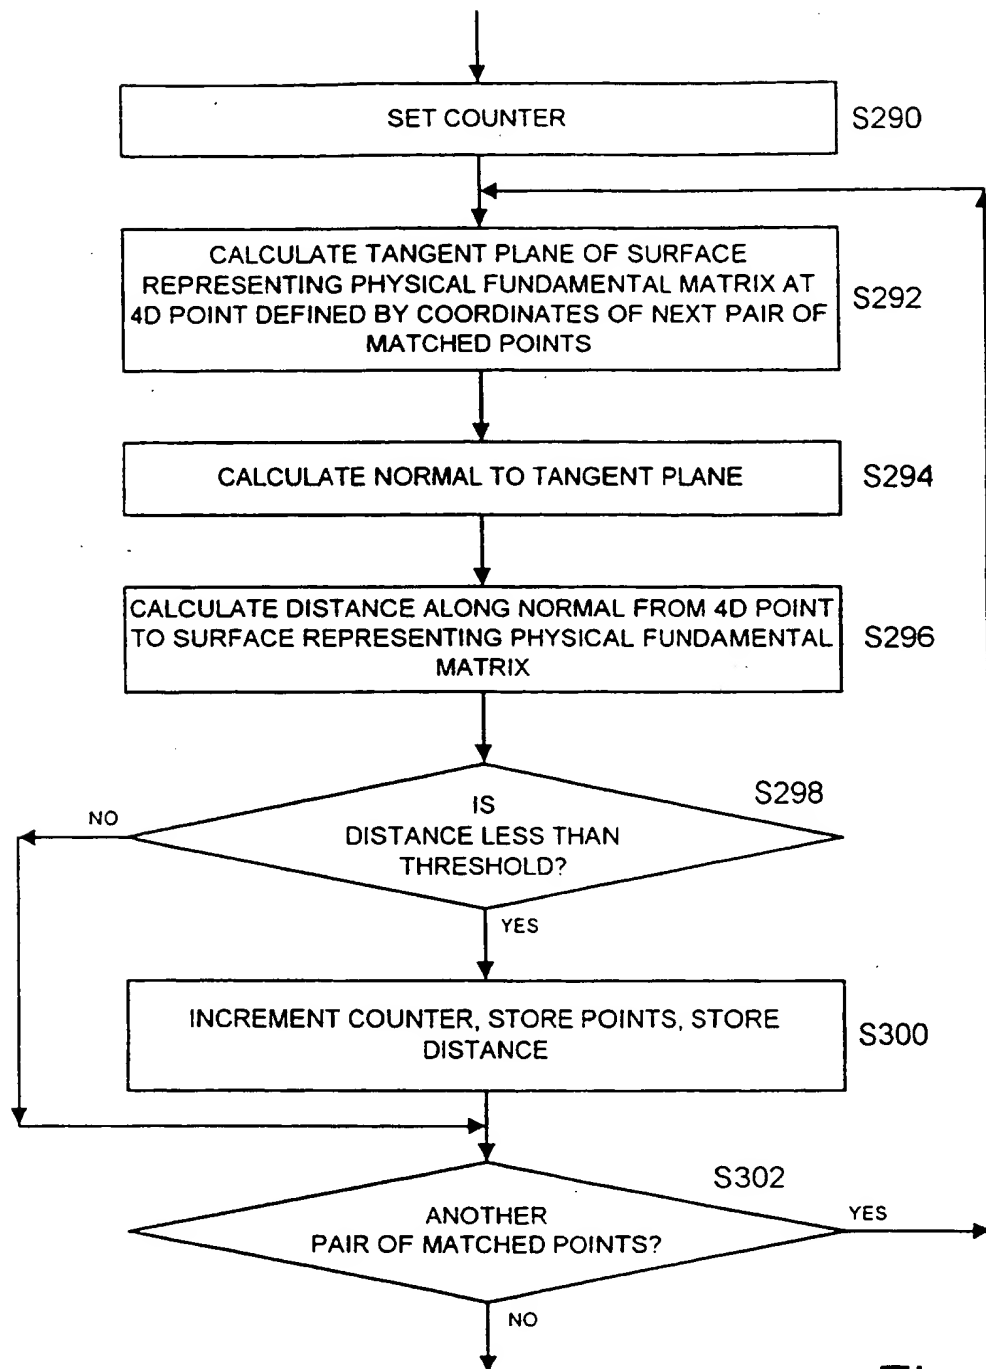 SET COUNTER
S290
CALCULATE TANGENT PLANE OF SURFACE
REPRESENTING PHYSICAL FUNDAMENTAL MATRIX AT
4D POINT DEFINED BY COORDINATES OF NEXT PAIR OF
MATCHED POINTS
S292
CALCULATE NORMAL TO TANGENT PLANE
S294
CALCULATE DISTANCE ALONG NORMAL FROM 4D POINT
TO SURFACE REPRESENTING PHYSICAL FUNDAMENTAL
MATRIX
S296
IS
DISTANCE LESS THAN
THRESHOLD?
S298
NO
YES
INCREMENT COUNTER, STORE POINTS, STORE
DISTANCE
S300
ANOTHER
PAIR OF MATCHED POINTS?
S302
YES
NO